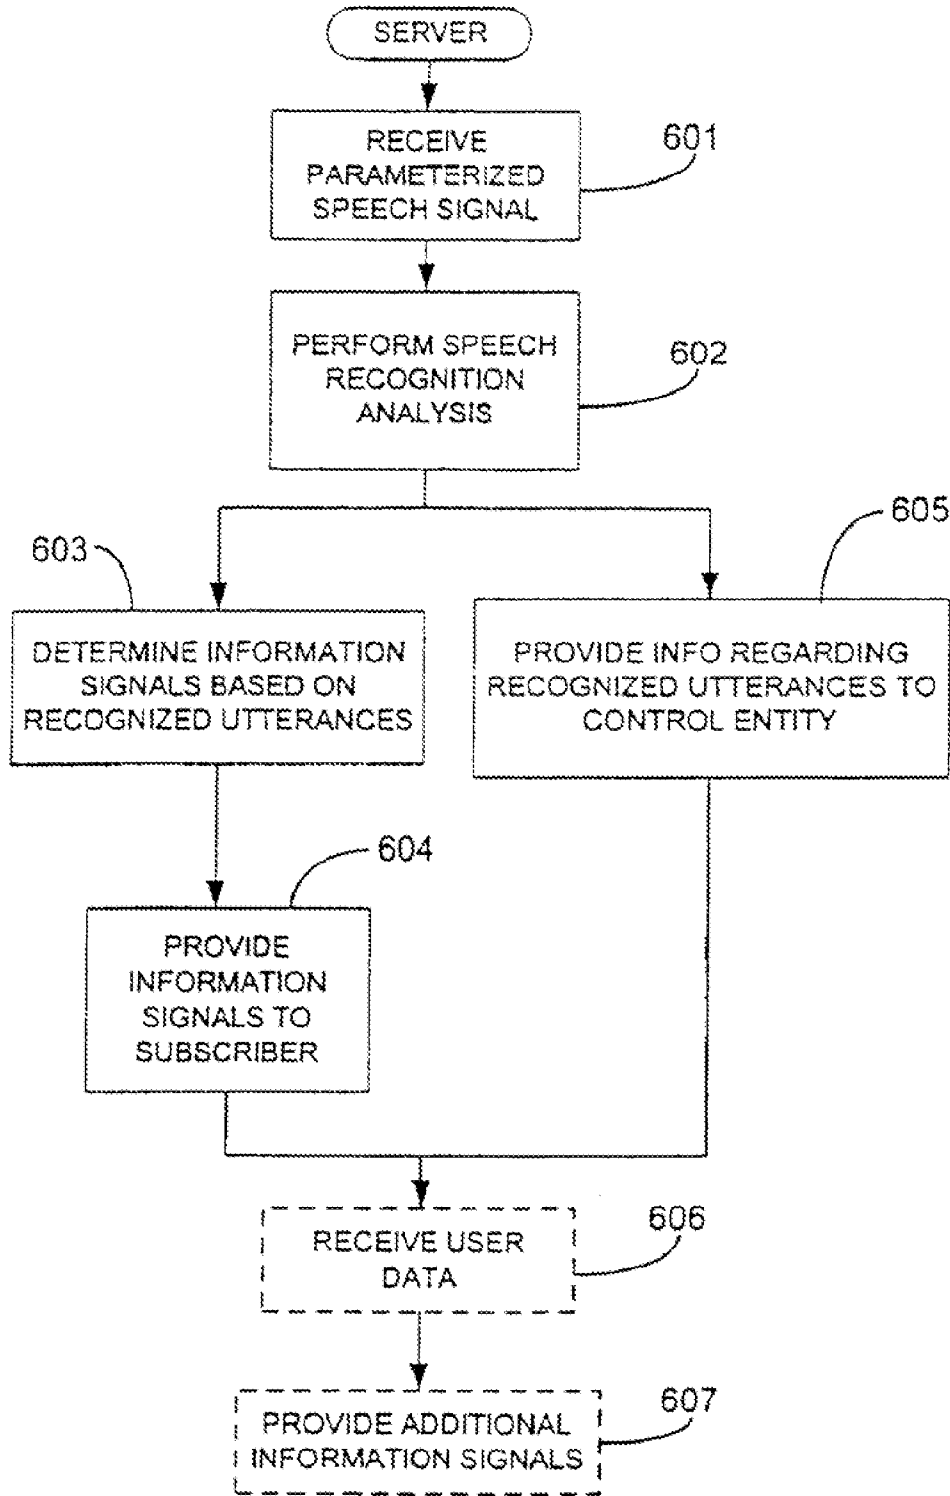 SERVER
RECEIVE
PARAMETERIZED
SPEECH SIGNAL
601
PERFORM SPEECH
RECOGNITION
ANALYSIS
602
603
DETERMINE INFORMATION
SIGNALS BASED ON
RECOGNIZED UTTERANCES
605
PROVIDE INFO REGARDING
RECOGNIZED UTTERANCES TO
CONTROL ENTITY
604
PROVIDE
INFORMATION
SIGNALS TO
SUBSCRIBER
RECEIVE USER
DATA
606
PROVIDE ADDITIONAL
INFORMATION SIGNALS
607